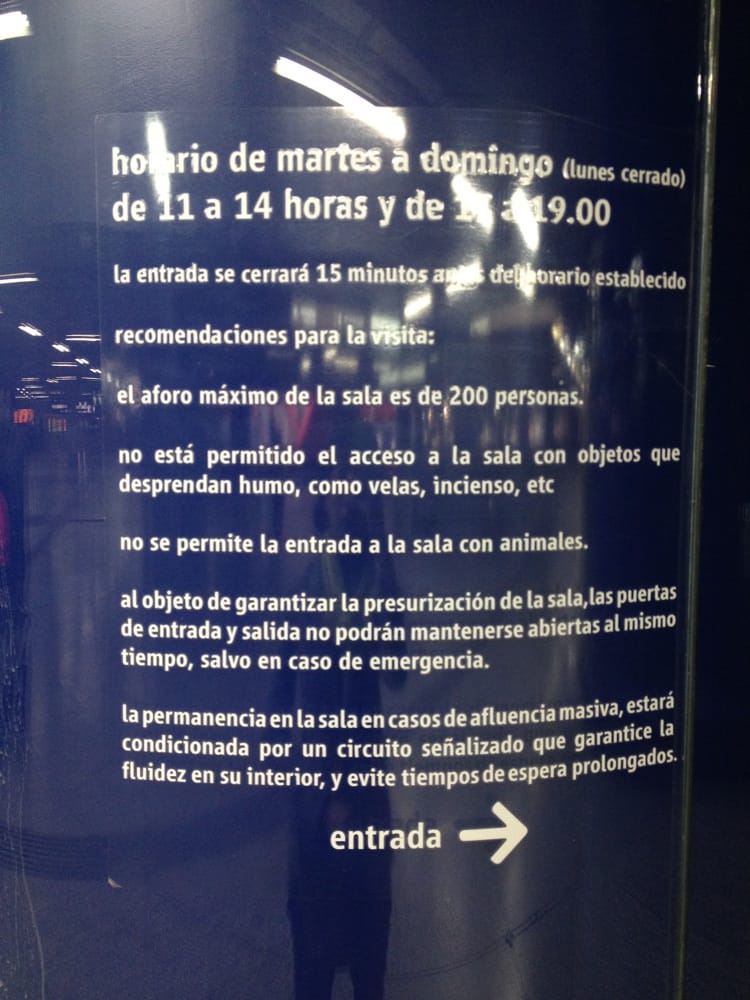 horario de martes a domingo (lunes cerrado)
de 11 a 14 horas y de a 19.00
la entrada se cerrará 15 minutos antes del horario establecido
recomendaciones para la visita:
el aforo máximo de la sala es de 200 personas.
no está permitido el acceso a la sala con objetos que
desprendan humo, como velas, incienso, etc
no se permite la entrada a la sala con animales.
al objeto de garantizar la presurización de la sala,las puertas
de entrada y salida no podrán mantenerse abiertas al mismo
tiempo, salvo en caso de emergencia.
la permanencia en la sala en casos de afluencia masiva, estará
condicionada por un circuito señalizado que garantice la
fluidez en su interior, y evite tiempos de espera prolongados.
entrada →